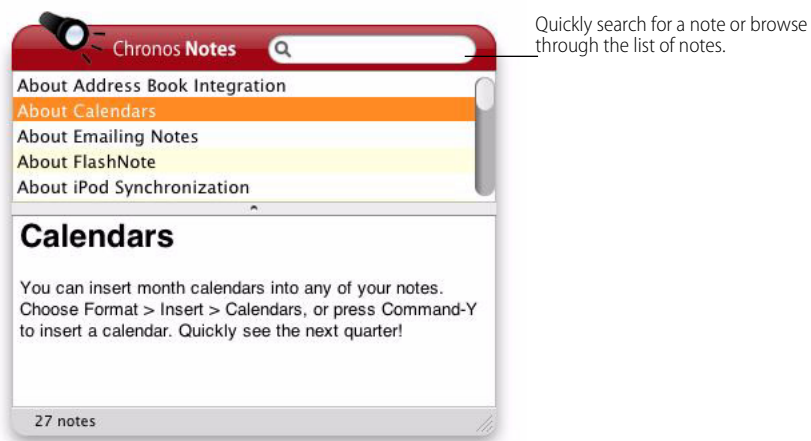 Chronos Notes
Quickly search for a note or browse
through the list of notes.
About Address Book Integration
About Calendars
About Emailing Notes
About FlashNote
About iPod Synchronization
Calendars
You can insert month calendars into any of your notes.
Choose Format > Insert > Calendars, or press Command-Y
to insert a calendar. Quickly see the next quarter!
27 notes